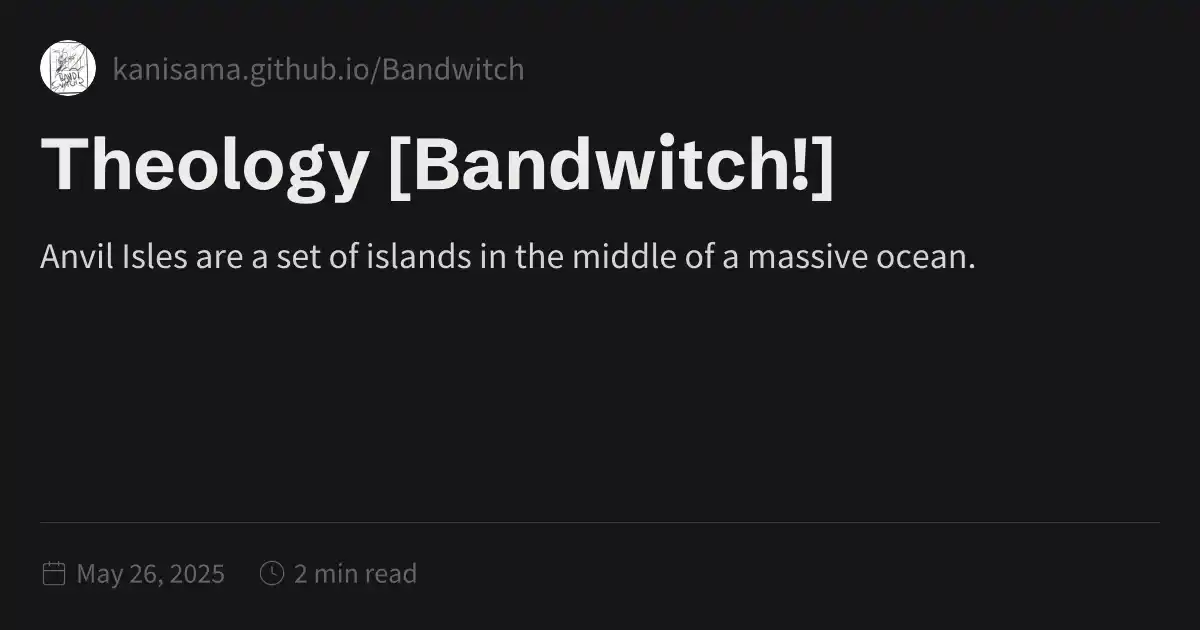 kanisama.github.io/Bandwitch
Theology [Bandwitch!]
Anvil Isles are a set of islands in the middle of a massive ocean.
May 26, 2025
2 min read